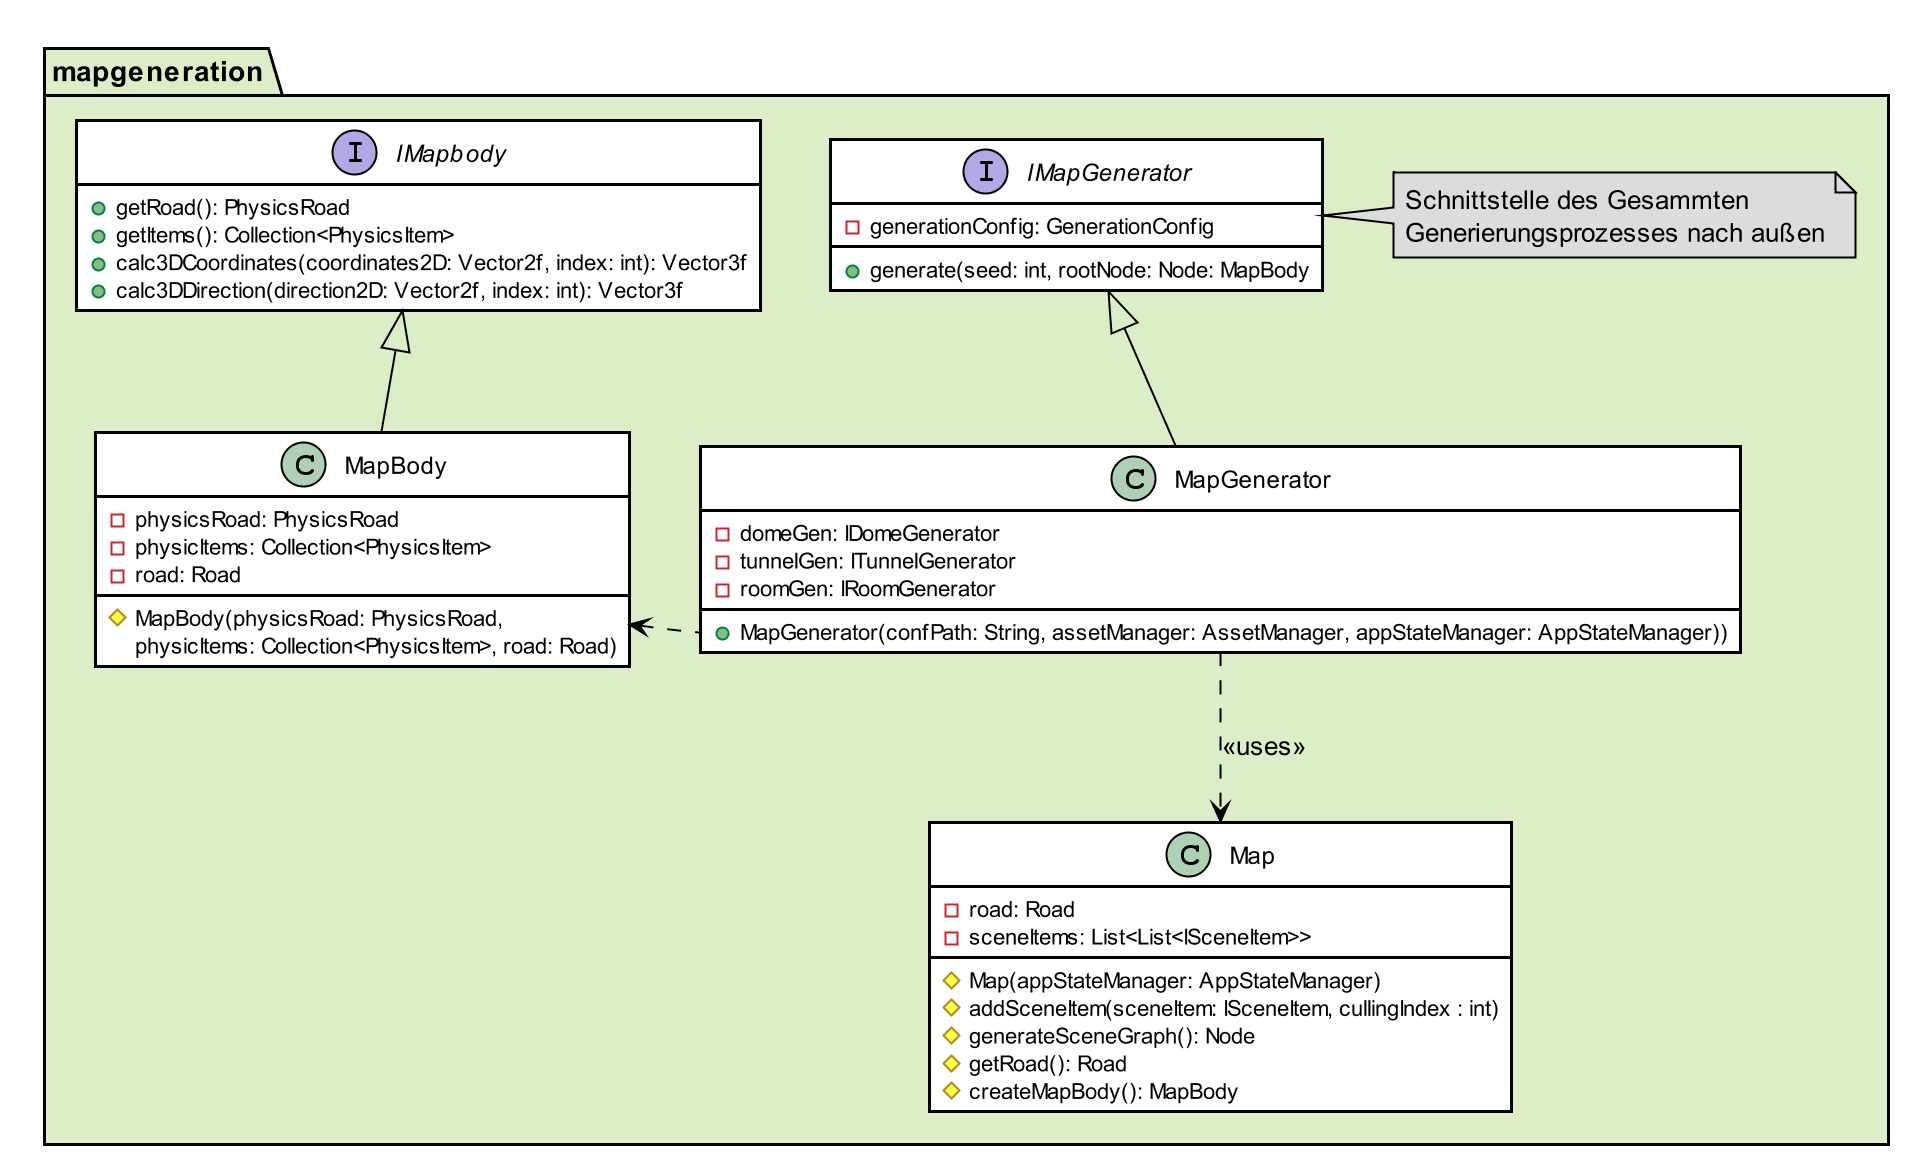 mapgeneration
I IMapbody
getRoad(): PhysicsRoad
getItems(): Collection<PhysicsItem>
calc3DCoordinates(coordinates2D: Vector2f, index: int): Vector3f
calc3DDirection(direction2D: Vector2f, index: int): Vector3f
I IMapGenerator
generationConfig: GenerationConfig
generate(seed: int, rootNode: Node: MapBody
Schnittstelle des Gesammten
Generierungsprozesses nach außen
C MapBody
physicsRoad: PhysicsRoad
physicItems: Collection<PhysicsItem>
road: Road
MapBody(physicsRoad: PhysicsRoad,
physicItems: Collection<PhysicsItem>, road: Road)
C MapGenerator
domeGen: IDomeGenerator
tunnelGen: ITunnelGenerator
roomGen: IRoomGenerator
MapGenerator(confPath: String, assetManager: AssetManager, appStateManager: AppStateManager))
«uses»
C Map
road: Road
sceneItems: List<List<ISceneItem>>
Map(appStateManager: AppStateManager)
addSceneItem(sceneItem: ISceneItem, cullingIndex : int)
generateSceneGraph(): Node
getRoad(): Road
createMapBody(): MapBody